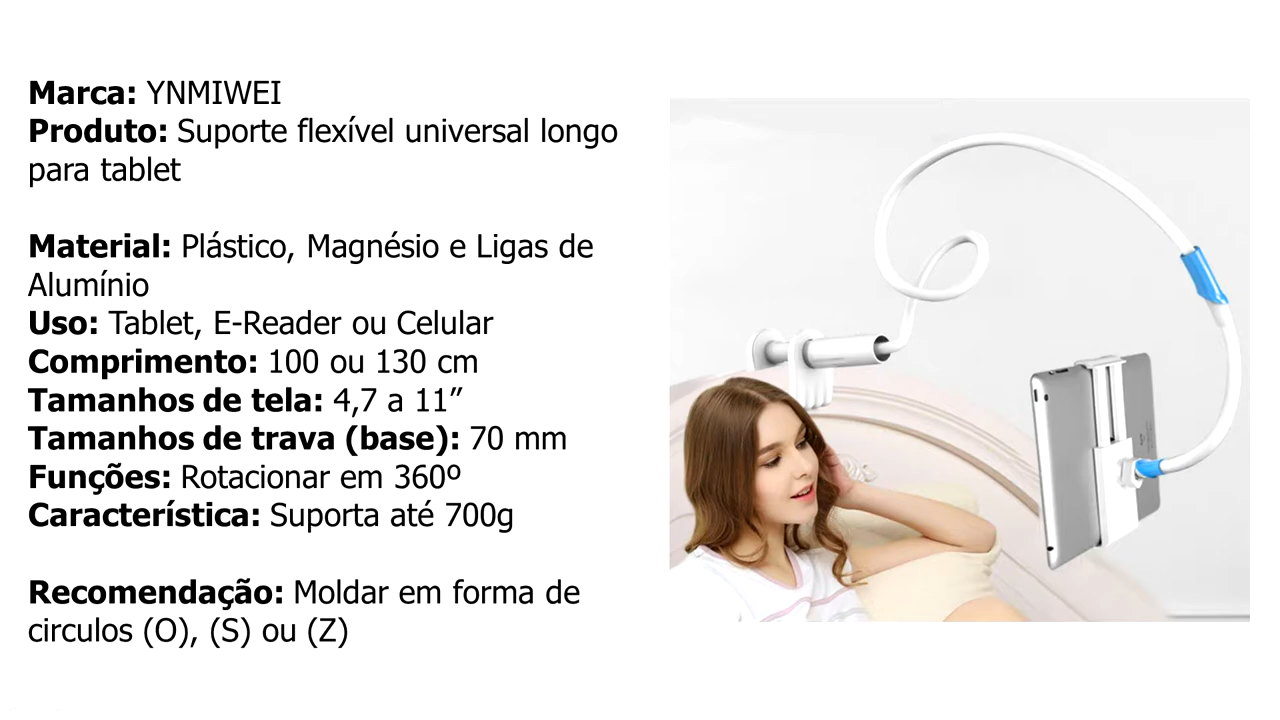 Marca: YNMIWEI
Produto: Suporte flexível universal longo
para tablet
Material: Plástico, Magnésio e Ligas de
Alumínio
Uso: Tablet, E-Reader ou Celular
Comprimento: 100 ou 130 cm
Tamanhos de tela: 4,7 a 11”
Tamanhos de trava (base): 70 mm
Funções: Rotacionar em 360º
Característica: Suporta até 700g
Recomendação: Moldar em forma de
circulos (O), (S) ou (Z)